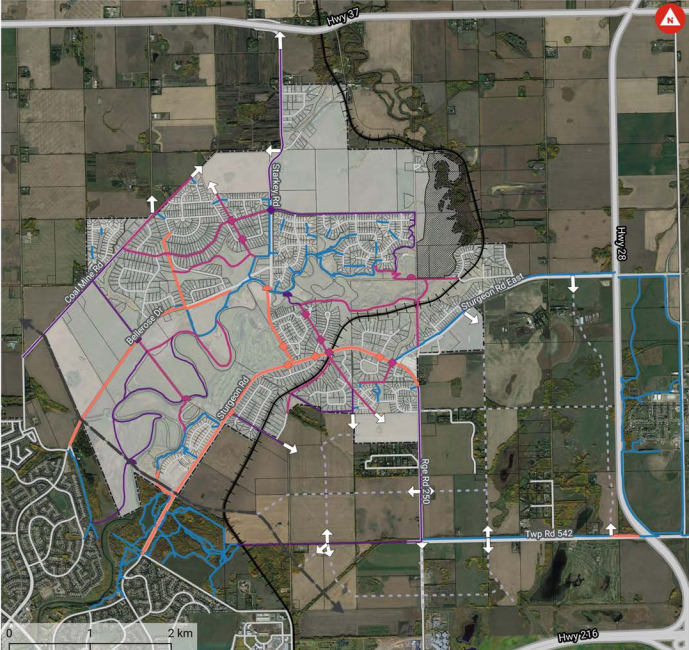 Hwy 37
N
Starkey Rd
Hwy 28
Coal Mine Rd
Sturgeon Rd East
Bellerose Dr
Sturgeon Rd
Rge Rd 250
Twp Rd 542
0 1 2 km
Hwy 216